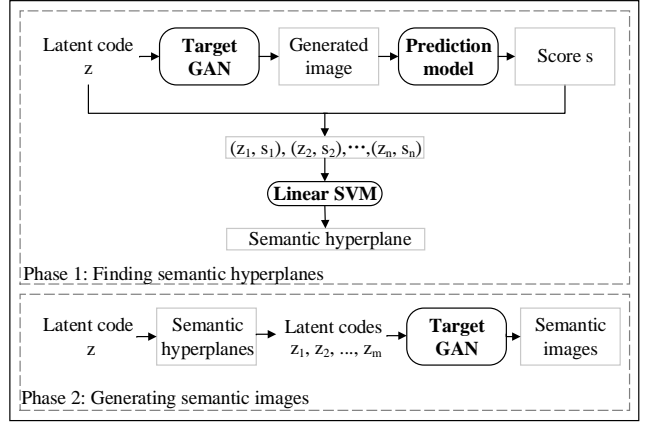 Latent code
z
Target
GAN
Generated
image
Prediction
model
Score s
(z1, s1), (z2, s2),···,(zn, sn)
Linear SVM
Semantic hyperplane
Phase 1: Finding semantic hyperplanes
Latent code
z
Semantic
hyperplanes
Latent codes
z1, z2, ..., zm
Target
GAN
Semantic
images
Phase 2: Generating semantic images